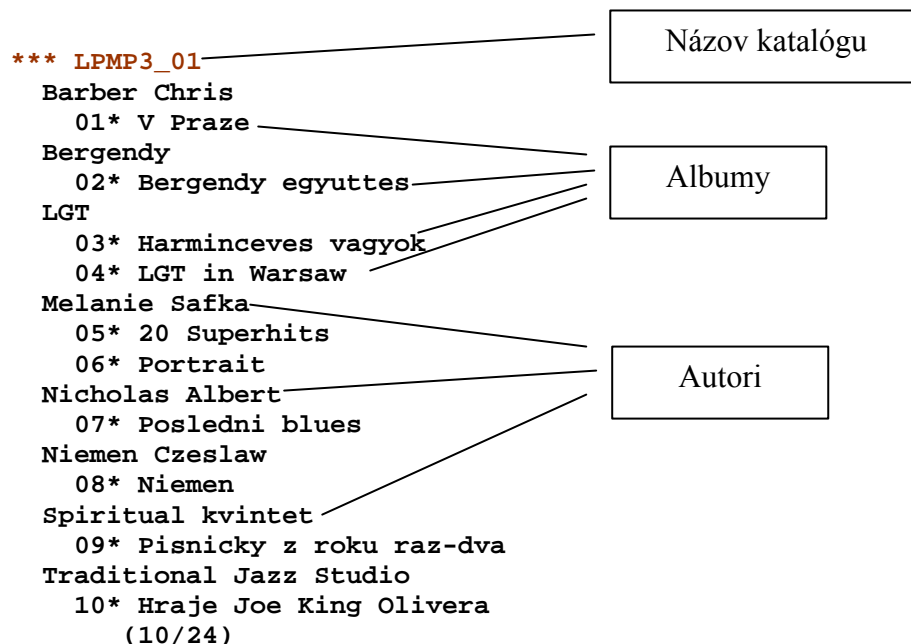 *** LPMP3_01
Barber Chris
01* V Praze
Bergendy
02* Bergendy egyuttes
LGT
03* Harminceves vagyok
04* LGT in Warsaw
Melanie Safka
05* 20 Superhits
06* Portrait
Nicholas Albert
07* Posledni blues
Niemen Czeslaw
08* Niemen
Spiritual kvintet
09* Pisnicky z roku raz-dva
Traditional Jazz Studio
10* Hraje Joe King Olivera
(10/24)
Názov katalógu
Albumy
Autori